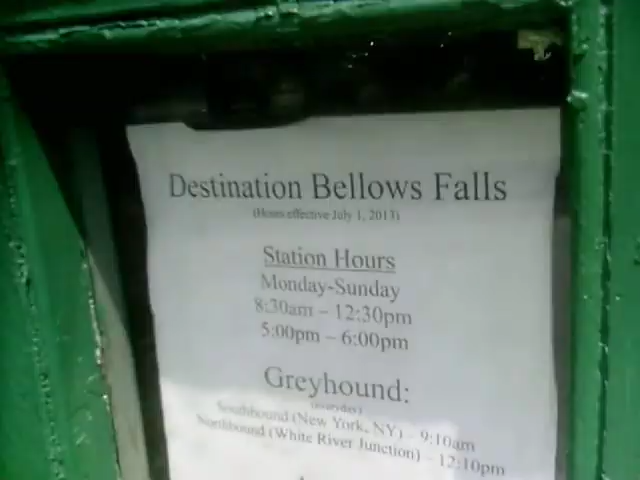 Destination Bellows Falls
(Hours effective July 1, 2013)
Station Hours
Monday-Sunday
8:30am – 12:30pm
5:00pm – 6:00pm
Greyhound:
(everyday)
Southbound (New York, NY) – 9:10am
Northbound (White River Junction) – 12:10pm